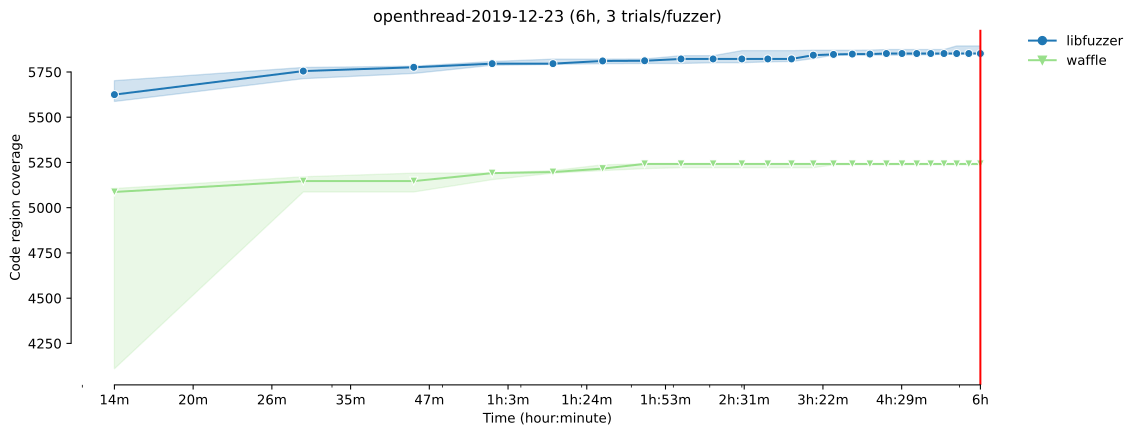 openthread-2019-12-23 (6h, 3 trials/fuzzer)
libfuzzer
waffle
Code region coverage
5750
5500
5250
5000
4750
4500
4250
14m 20m 26m 35m 47m 1h:3m 1h:24m 1h:53m 2h:31m 3h:22m 4h:29m 6h
Time (hour:minute)